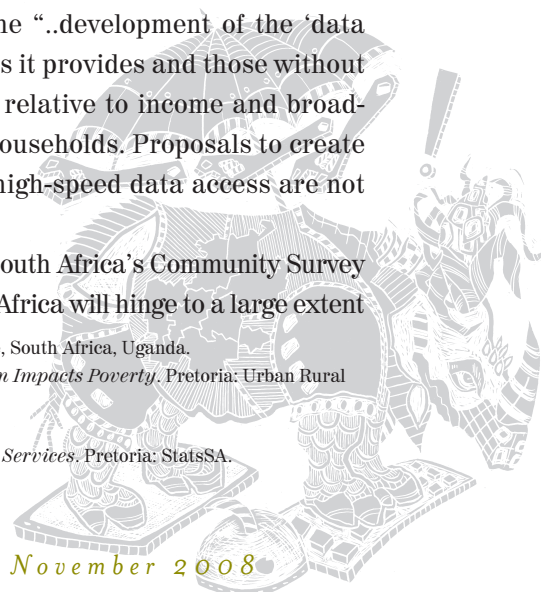 ne “..development of the ‘data
s it provides and those without
relative to income and broad-
ouseholds. Proposals to create
high-speed data access are not
outh Africa’s Community Survey
Africa will hinge to a large extent
, South Africa, Uganda.
n Impacts Poverty. Pretoria: Urban Rural
Services. Pretoria: StatsSA.
November 2008